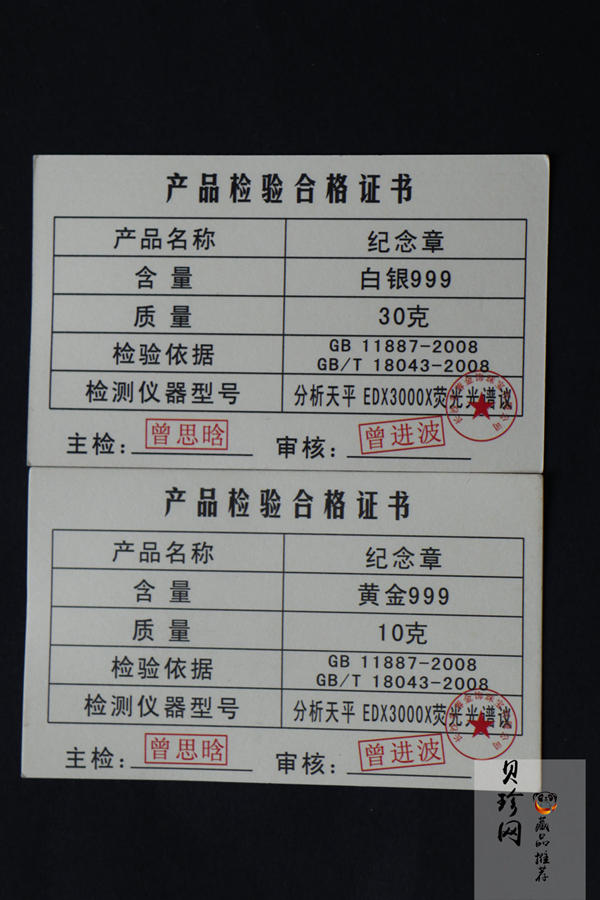 产品检验合格证书
产品名称 纪念章
含量 白银999
质量 30克
检验依据 GB 11887-2008
GB/T 18043-2008
检测仪器型号 分析天平 EDX3000X荧光光谱议
主检: 曾思晗 审核: 曾进波
产品检验合格证书
产品名称 纪念章
含量 黄金999
质量 10克
检验依据 GB 11887-2008
GB/T 18043-2008
检测仪器型号 分析天平 EDX3000X荧光光谱议
主检: 曾思晗 审核: 曾进波
贝珍网
藏品推荐